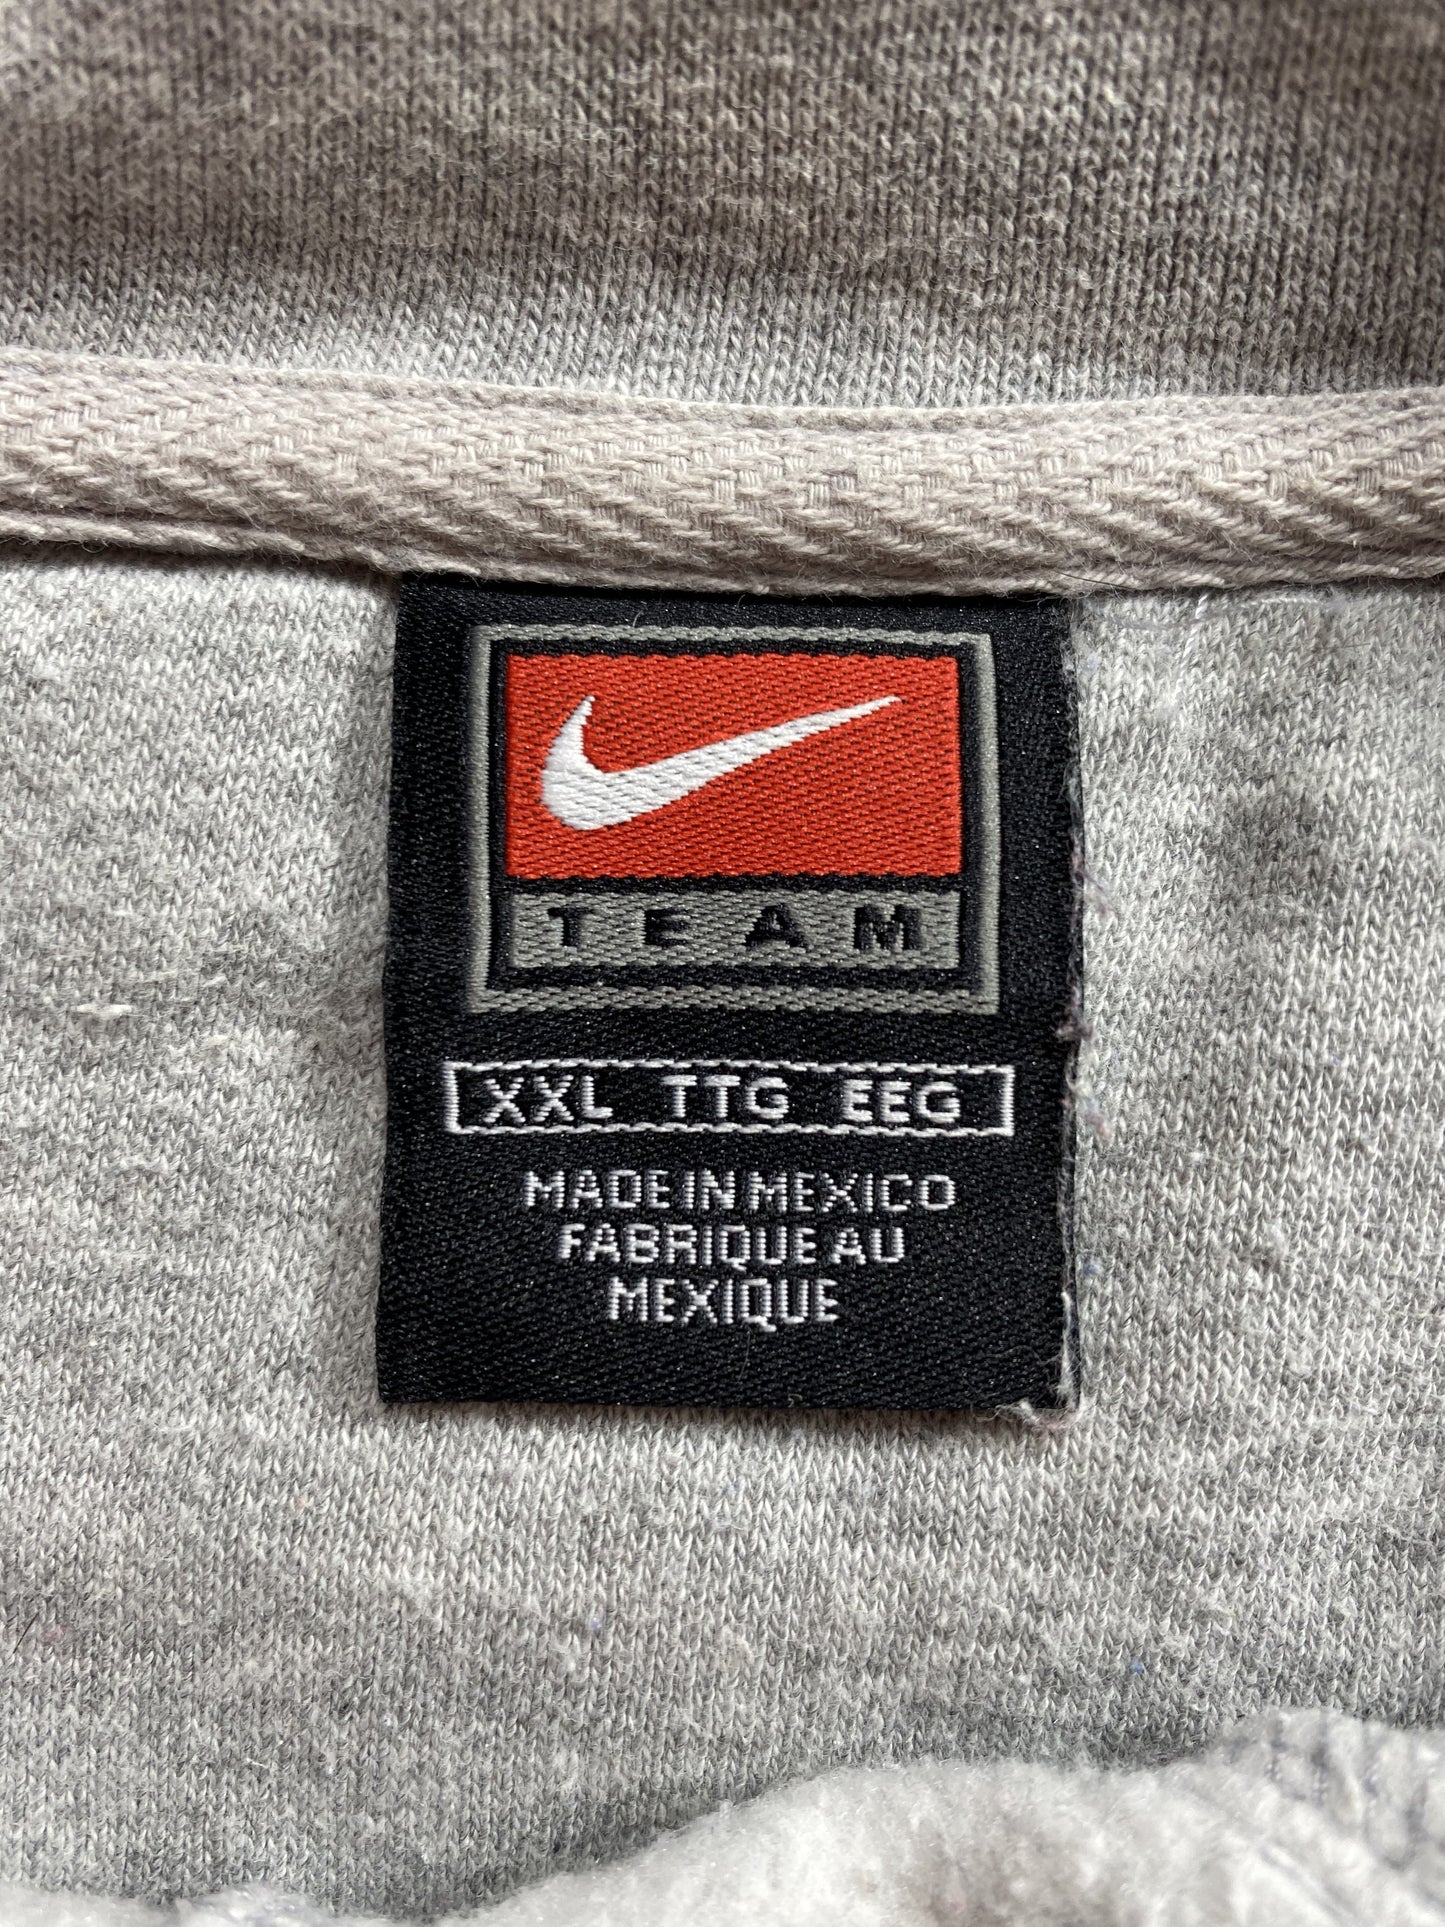 TEAM
XXL TTG EEG
MADE IN MEXICO
FABRIQUE AU
MEXIQUE